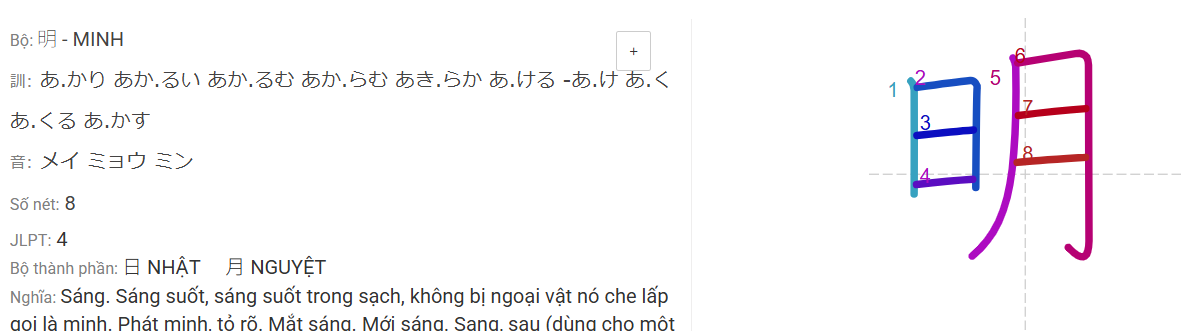 Bộ: 明 - MINH
+
訓: あ.かり あか.るい あか.るむ あか.らむ あき.らか あ.ける -あ.け あ.く
あ.くる あ.かす
音: メイ ミョウ ミン
Số nét: 8
JLPT: 4
Bộ thành phần: 日 NHẬT 月 NGUYỆT
Nghĩa: Sáng. Sáng suốt, sáng suốt trong sạch, không bị ngoại vật nó che lấp
gọi là minh. Phát minh, tỏ rõ. Mắt sáng. Mới sáng. Sang, sau (dùng cho một
明
1
2
3
4
5
6
7
8